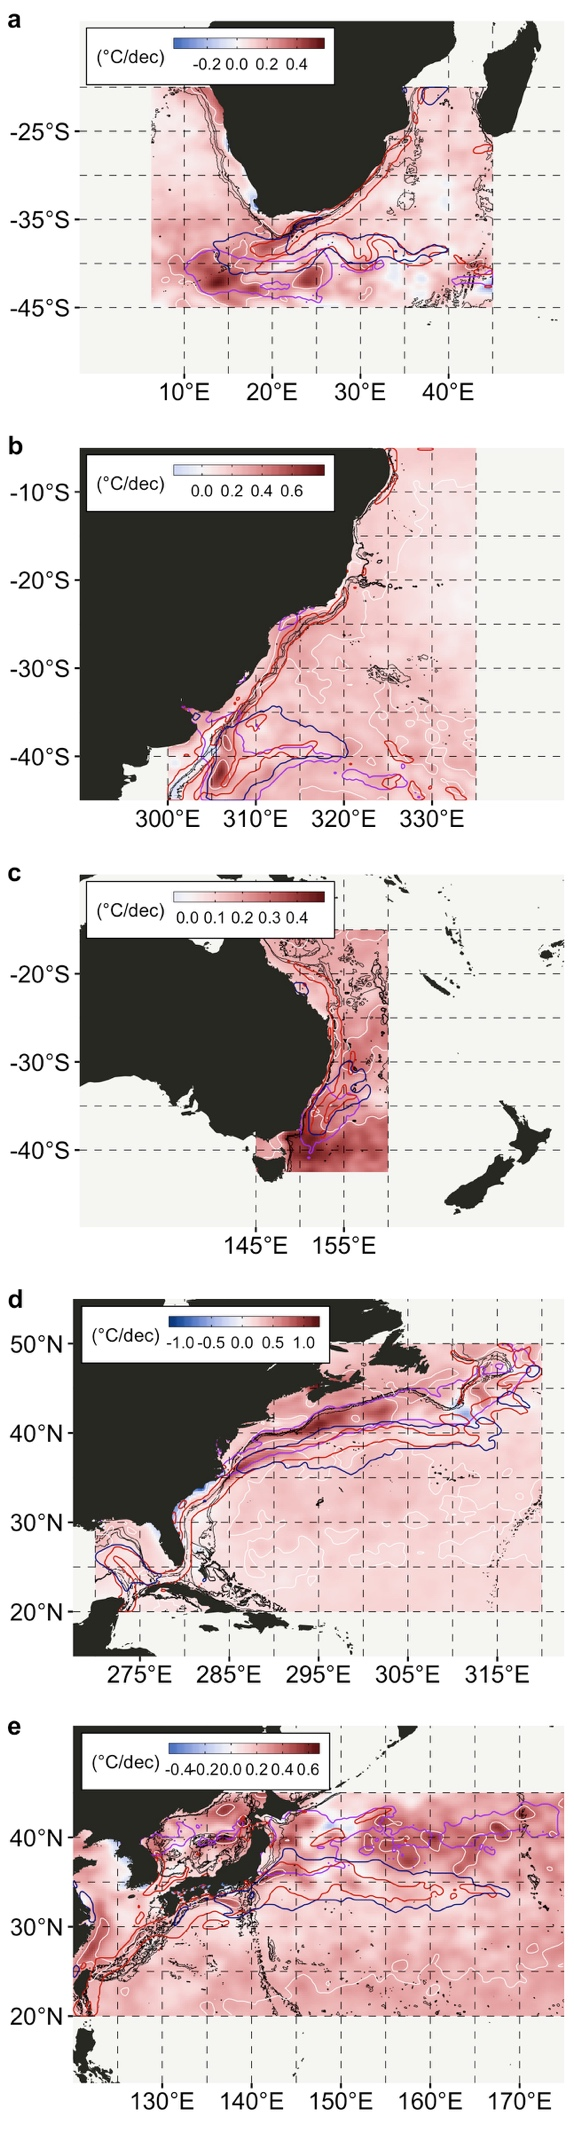 a
(°C/dec)
-0.2 0.0 0.2 0.4
-25°S
-35°S
-45°S
10°E 20°E 30°E 40°E
b
(°C/dec)
0.0 0.2 0.4 0.6
-10°S
-20°S
-30°S
-40°S
300°E 310°E 320°E 330°E
c
(°C/dec)
0.0 0.1 0.2 0.3 0.4
-20°S
-30°S
-40°S
145°E 155°E
d
(°C/dec)
-1.0 -0.5 0.0 0.5 1.0
50°N
40°N
30°N
20°N
275°E 285°E 295°E 305°E 315°E
e
(°C/dec)
-0.4 -0.2 0.0 0.2 0.4 0.6
40°N
30°N
20°N
130°E 140°E 150°E 160°E 170°E